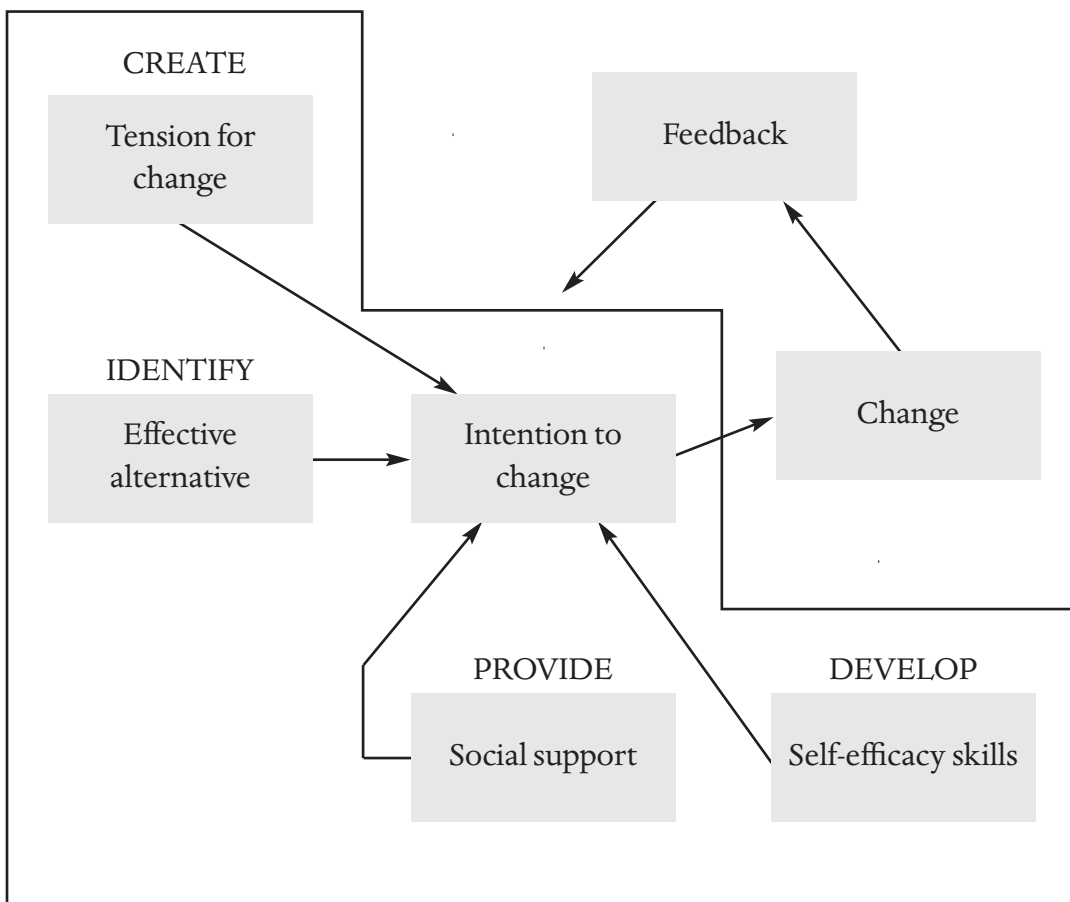 CREATE
Tension for
change
Feedback
IDENTIFY
Effective
alternative
Intention to
change
Change
PROVIDE
Social support
DEVELOP
Self-efficacy skills